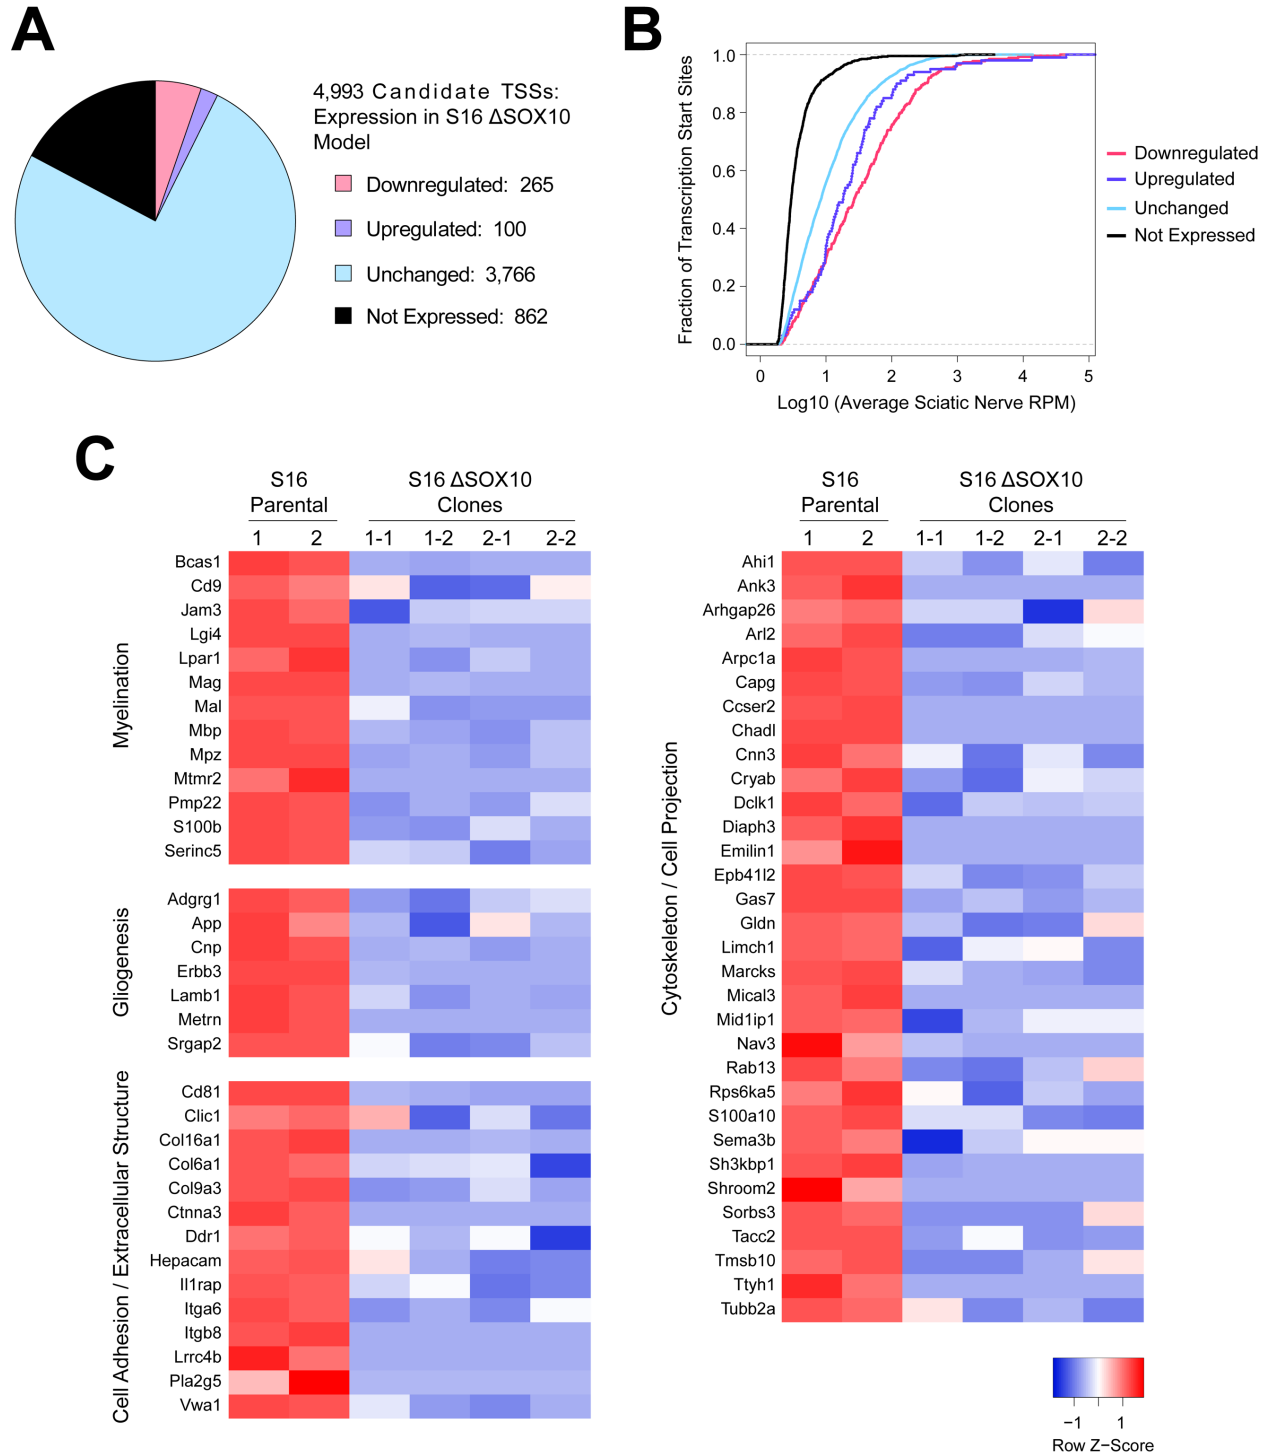 A
4,993 Candidate TSSs:
Expression in S16 ΔSOX10
Model
Downregulated: 265
Upregulated: 100
Unchanged: 3,766
Not Expressed: 862
B
Fraction of Transcription Start Sites
1.0
0.8
0.6
0.4
0.2
0.0
0 1 2 3 4 5
Log10 (Average Sciatic Nerve RPM)
Downregulated
Upregulated
Unchanged
Not Expressed
C
S16
Parental
S16 ΔSOX10
Clones
1 2 1-1 1-2 2-1 2-2
Myelination
Bcas1
Cd9
Jam3
Lgi4
Lpar1
Mag
Mal
Mbp
Mpz
Mtmr2
Pmp22
S100b
Serinc5
Gliogenesis
Adgrg1
App
Cnp
Erbb3
Lamb1
Metrn
Srgap2
Cell Adhesion / Extracellular Structure
Cd81
Clic1
Col16a1
Col6a1
Col9a3
Ctnna3
Ddr1
Hepacam
Il1rap
Itga6
Itgb8
Lrrc4b
Pla2g5
Vwa1
S16
Parental
S16 ΔSOX10
Clones
1 2 1-1 1-2 2-1 2-2
Cytoskeleton / Cell Projection
Ahi1
Ank3
Arhgap26
Arl2
Arpc1a
Capg
Ccser2
Chadl
Cnn3
Cryab
Dclk1
Diaph3
Emilin1
Epb41l2
Gas7
Gldn
Limch1
Marcks
Mical3
Mid1ip1
Nav3
Rab13
Rps6ka5
S100a10
Sema3b
Sh3kbp1
Shroom2
Sorbs3
Tacc2
Tmsb10
Ttyh1
Tubb2a
−1 1
Row Z−Score